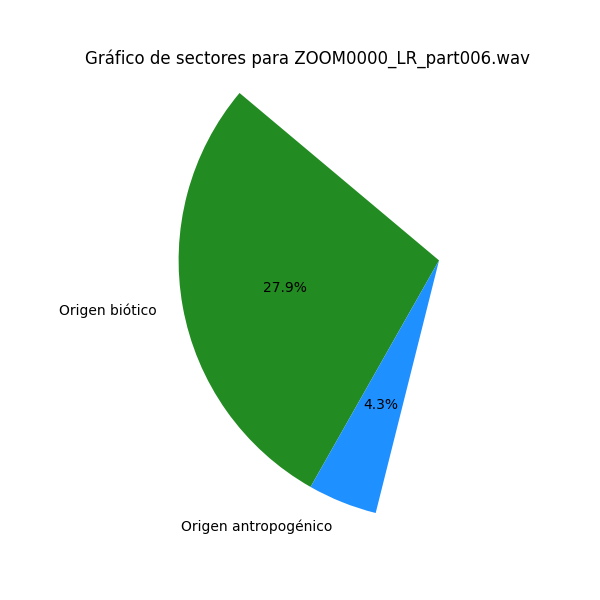 Gráfico de sectores para ZOOM0000_LR_part006.wav
27.9%
Origen biótico
4.3%
Origen antropogénico